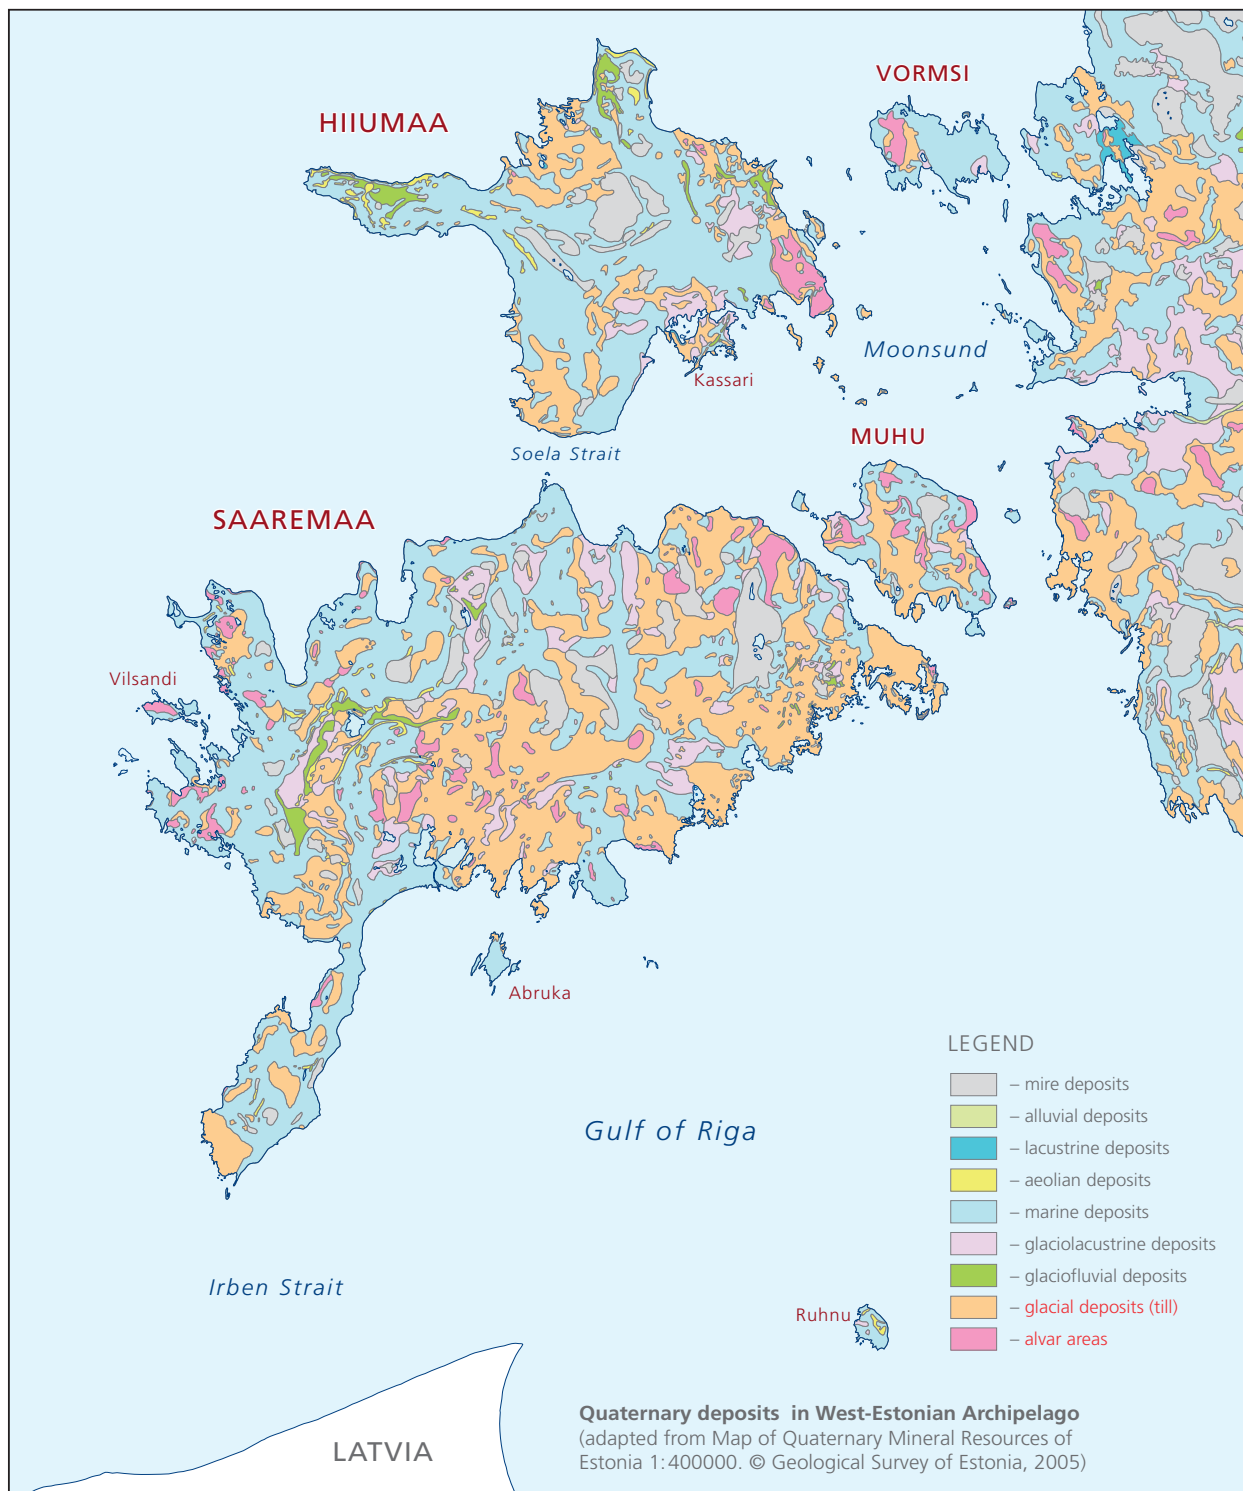 VORMSI
HIIUMAA
Moonsund
Kassari
MUHU
Soela Strait
SAAREMAA
Vilsandi
Abruka
LEGEND
– mire deposits
– alluvial deposits
– lacustrine deposits
– aeolian deposits
– marine deposits
– glaciolacustrine deposits
– glaciofluvial deposits
– glacial deposits (till)
– alvar areas
Gulf of Riga
Irben Strait
Ruhnu
LATVIA
Quaternary deposits in West-Estonian Archipelago
(adapted from Map of Quaternary Mineral Resources of
Estonia 1:400000. © Geological Survey of Estonia, 2005)